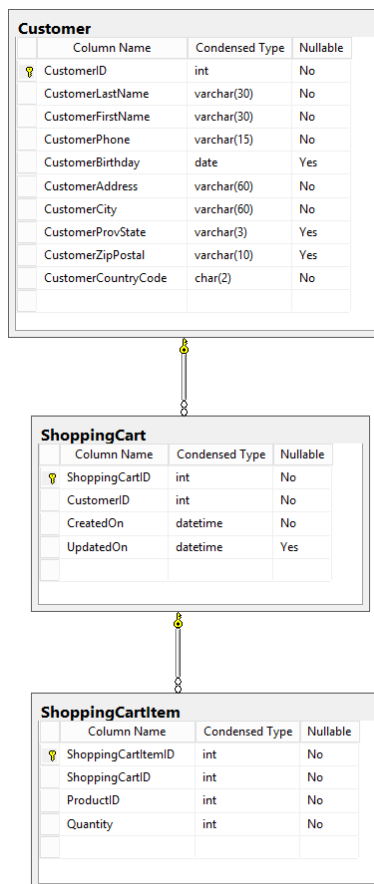 Customer
Column Name Condensed Type Nullable
CustomerID int No
CustomerLastName varchar(30) No
CustomerFirstName varchar(30) No
CustomerPhone varchar(15) No
CustomerBirthday date Yes
CustomerAddress varchar(60) No
CustomerCity varchar(60) No
CustomerProvState varchar(3) Yes
CustomerZipPostal varchar(10) Yes
CustomerCountryCode char(2) No
ShoppingCart
Column Name Condensed Type Nullable
ShoppingCartID int No
CustomerID int No
CreatedOn datetime No
UpdatedOn datetime Yes
ShoppingCartItem
Column Name Condensed Type Nullable
ShoppingCartItemID int No
ShoppingCartID int No
ProductID int No
Quantity int No